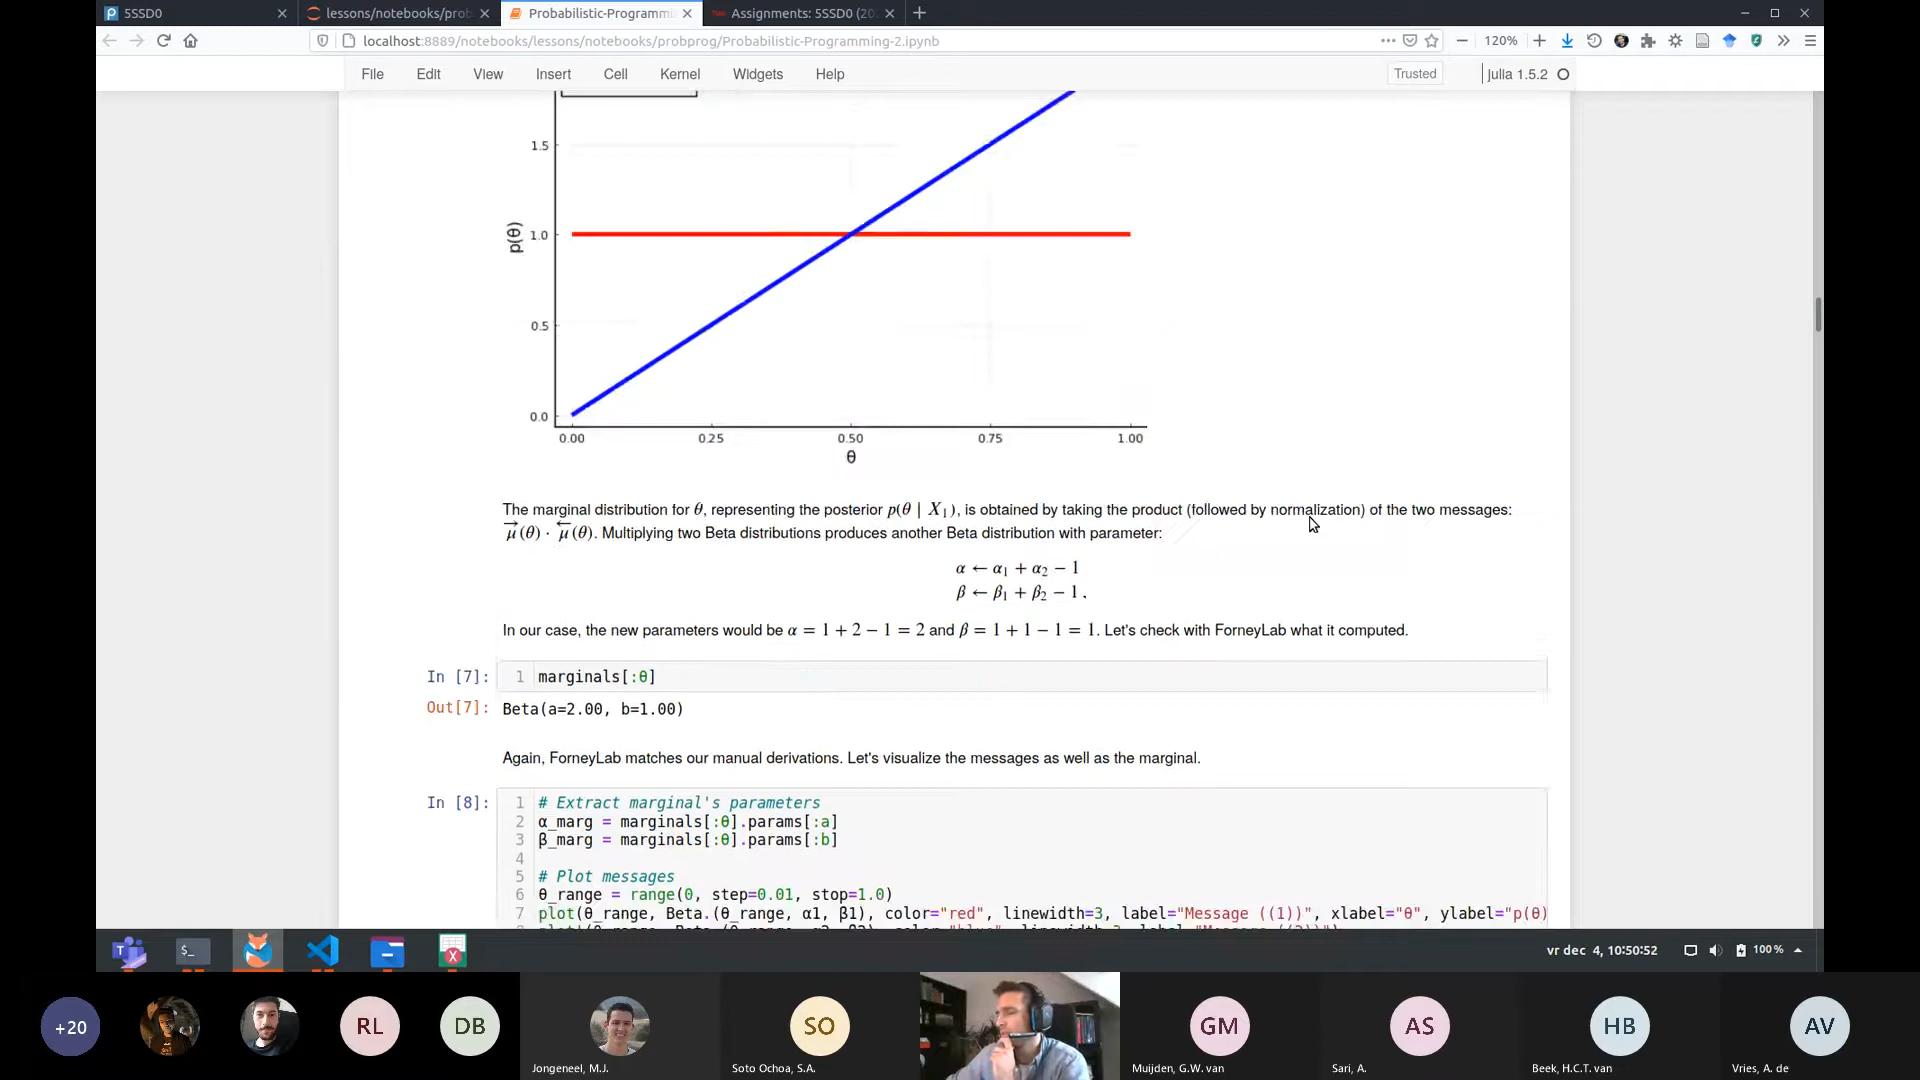 5SSD0
lessons/notebooks/prob
Probabilistic-Programmi
Assignments: 5SSD0 (20
localhost:8889/notebooks/lessons/notebooks/probprog/Probabilistic-Programming-2.ipynb
120%
File Edit View Insert Cell Kernel Widgets Help
Trusted
Julia 1.5.2
1.5
1.0
0.5
0.0
p(θ)
0.00 0.25 0.50 0.75 1.00
θ
The marginal distribution for θ, representing the posterior p(θ | X₁), is obtained by taking the product (followed by normalization) of the two messages:
μ→(θ) · μ←(θ). Multiplying two Beta distributions produces another Beta distribution with parameter:
α ← α₁ + α₂ − 1
β ← β₁ + β₂ − 1 ,
In our case, the new parameters would be α = 1 + 2 − 1 = 2 and β = 1 + 1 − 1 = 1. Let's check with ForneyLab what it computed.
In [7]: 1 marginals[:θ]
Out[7]: Beta(a=2.00, b=1.00)
Again, ForneyLab matches our manual derivations. Let's visualize the messages as well as the marginal.
In [8]: 1 # Extract marginal's parameters
2 α_marg = marginals[:θ].params[:a]
3 β_marg = marginals[:θ].params[:b]
4
5 # Plot messages
6 θ_range = range(0, step=0.01, stop=1.0)
7 plot(θ_range, Beta.(θ_range, α1, β1), color="red", linewidth=3, label="Message ((1))", xlabel="θ", ylabel="p(θ)
vr dec 4, 10:50:52
100 %
+20
RL
DB
SO
GM
AS
HB
AV
Jongeneel, M.J.
Soto Ochoa, S.A.
Muijden, G.W. van
Sari, A.
Beek, H.C.T. van
Vries, A. de